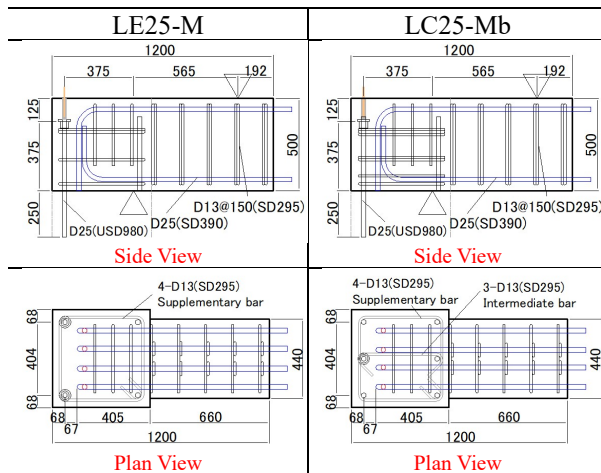 LE25-M
1200
375 565 192
125
375
250
500
D13@150(SD295)
D25(USD980)
D25(SD390)
Side View
4-D13(SD295)
Supplementary bar
68
404
68
440
68 405 660
67
1200
Plan View
LC25-Mb
1200
375 565 192
125
375
250
500
D13@150(SD295)
D25(USD980)
D25(SD390)
Side View
4-D13(SD295)
Supplementary bar
3-D13(SD295)
Intermediate bar
68
404
68
440
68 405 660
67
1200
Plan View